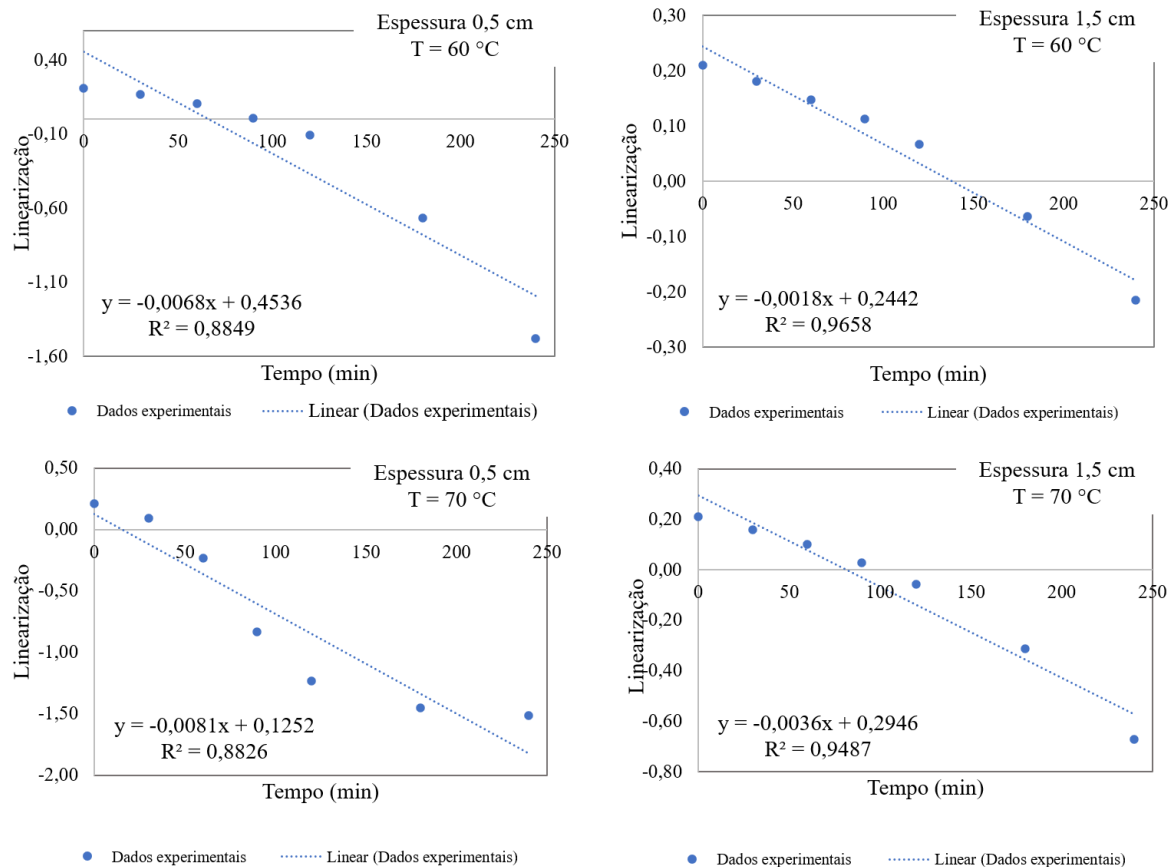 Espessura 0,5 cm
T = 60 °C
0,40
-0,10
-0,60
-1,10
-1,60
0
50
100
150
200
250
Linearização
y = -0,0068x + 0,4536
R² = 0,8849
Tempo (min)
Dados experimentais
Linear (Dados experimentais)
Espessura 1,5 cm
T = 60 °C
0,30
0,20
0,10
0,00
-0,10
-0,20
-0,30
0
50
100
150
200
250
Linearização
y = -0,0018x + 0,2442
R² = 0,9658
Tempo (min)
Dados experimentais
Linear (Dados experimentais)
Espessura 0,5 cm
T = 70 °C
0,50
0,00
-0,50
-1,00
-1,50
-2,00
0
50
100
150
200
250
Linearização
y = -0,0081x + 0,1252
R² = 0,8826
Tempo (min)
Dados experimentais
Linear (Dados experimentais)
Espessura 1,5 cm
T = 70 °C
0,40
0,20
0,00
-0,20
-0,40
-0,60
-0,80
0
50
100
150
200
250
Linearização
y = -0,0036x + 0,2946
R² = 0,9487
Tempo (min)
Dados experimentais
Linear (Dados experimentais)